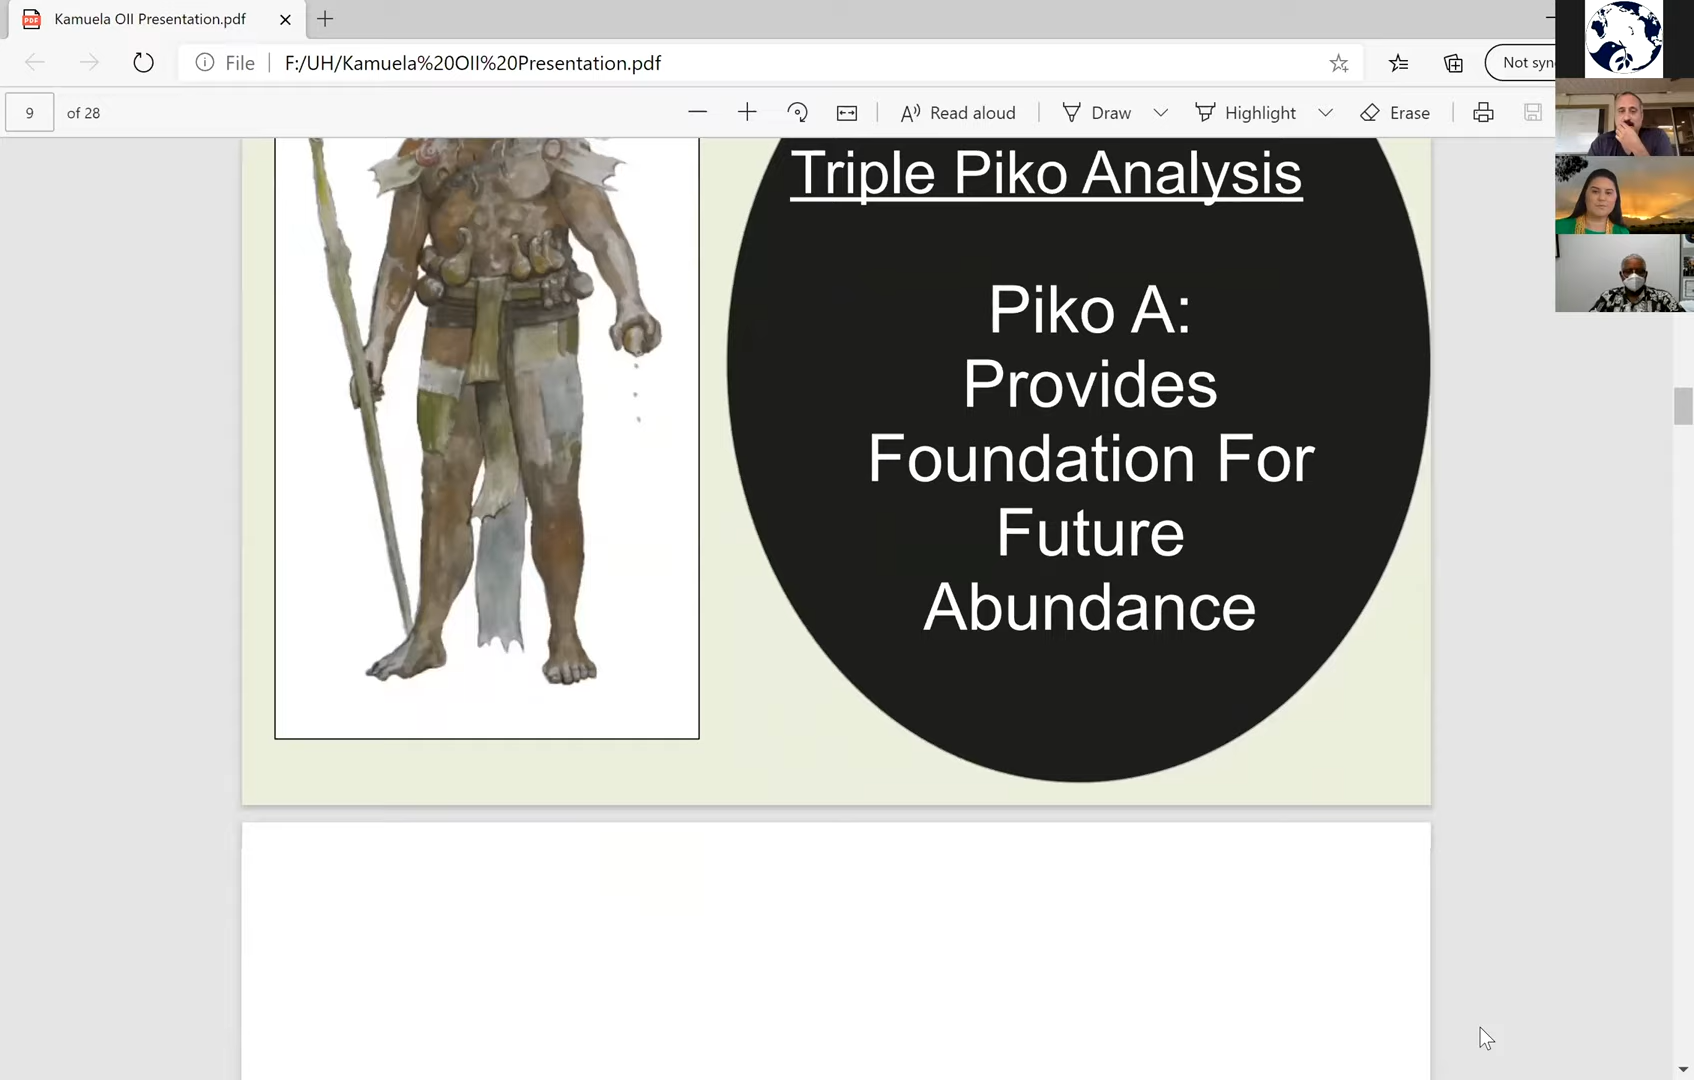 Kamuela OII Presentation.pdf
File
F:/UH/Kamuela%20OII%20Presentation.pdf
Not syn
9 of 28
Read aloud
Draw
Highlight
Erase
Triple Piko Analysis
Piko A:
Provides
Foundation For
Future
Abundance